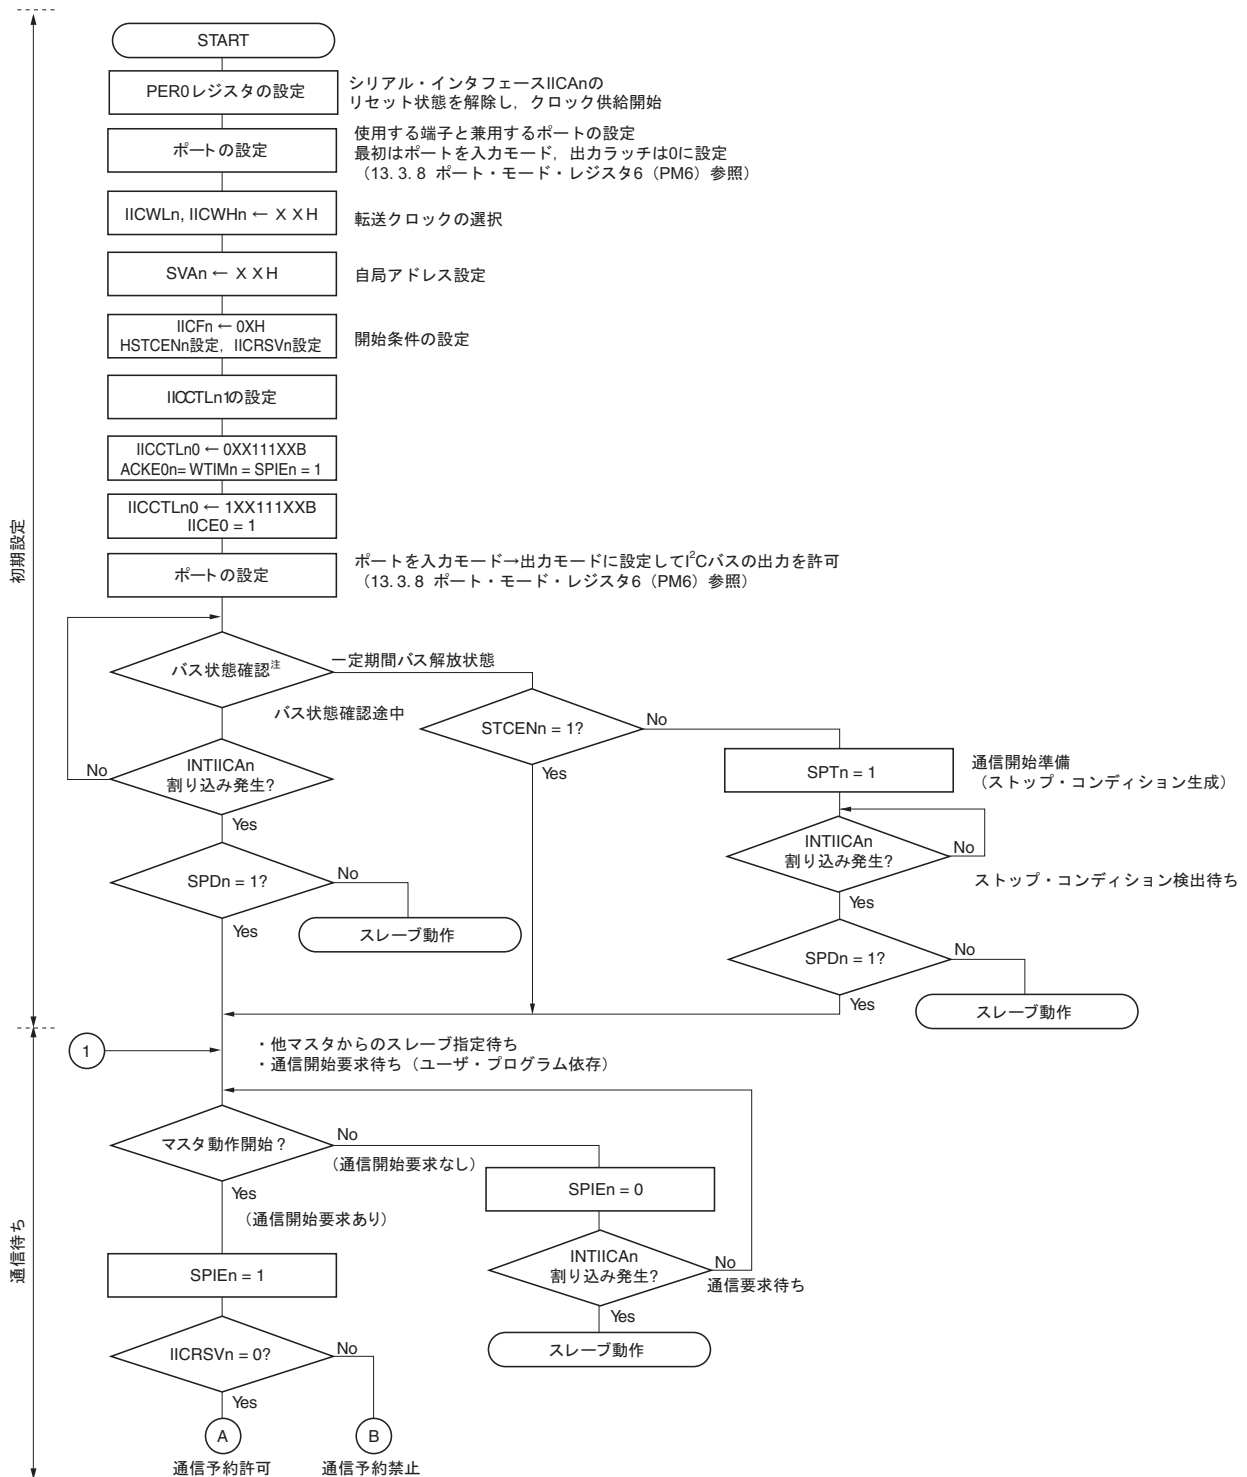 START
PER0レジスタの設定
シリアル・インタフェースIICAnの
リセット状態を解除し，クロック供給開始
ポートの設定
使用する端子と兼用するポートの設定
最初はポートを入力モード，出力ラッチは0に設定
（13. 3. 8 ポート・モード・レジスタ6（PM6）参照）
IICWLn, IICWHn ← X X H
転送クロックの選択
SVAn ← X X H
自局アドレス設定
IICFn ← 0XH
HSTCENn設定，IICRSVn設定
開始条件の設定
IICCTLn1の設定
IICCTLn0 ← 0XX111XXB
ACKE0n= WTIMn = SPIEn = 1
IICCTLn0 ← 1XX111XXB
IICE0 = 1
ポートの設定
ポートを入力モード→出力モードに設定してI²Cバスの出力を許可
（13. 3. 8 ポート・モード・レジスタ6（PM6）参照）
初期設定
バス状態確認注
一定期間バス解放状態
バス状態確認途中
STCENn = 1?
No
Yes
SPTn = 1
通信開始準備
（ストップ・コンディション生成）
INTIICAn
割り込み発生?
No
Yes
INTIICAn
割り込み発生?
No
ストップ・コンディション検出待ち
Yes
SPDn = 1?
No
Yes
スレーブ動作
SPDn = 1?
No
Yes
スレーブ動作
1
・他マスタからのスレーブ指定待ち
・通信開始要求待ち（ユーザ・プログラム依存）
通信待ち
マスタ動作開始？
No
（通信開始要求なし）
Yes
（通信開始要求あり）
SPIEn = 0
INTIICAn
割り込み発生?
No
通信要求待ち
Yes
スレーブ動作
SPIEn = 1
IICRSVn = 0?
No
Yes
A
B
通信予約許可
通信予約禁止